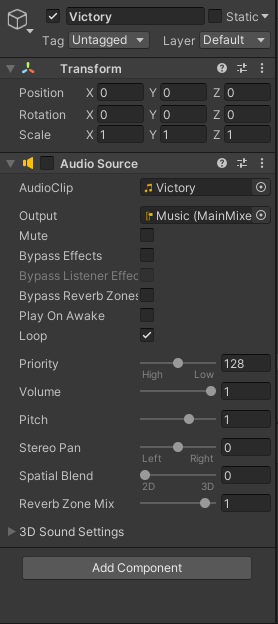 Victory Static
Tag Untagged Layer Default
Transform
Position X 0 Y 0 Z 0
Rotation X 0 Y 0 Z 0
Scale X 1 Y 1 Z 1
Audio Source
AudioClip Victory
Output Music (MainMixe
Mute
Bypass Effects
Bypass Listener Effec
Bypass Reverb Zones
Play On Awake
Loop
Priority 128
High Low
Volume 1
Pitch 1
Stereo Pan 0
Left Right
Spatial Blend 0
2D 3D
Reverb Zone Mix 1
3D Sound Settings
Add Component